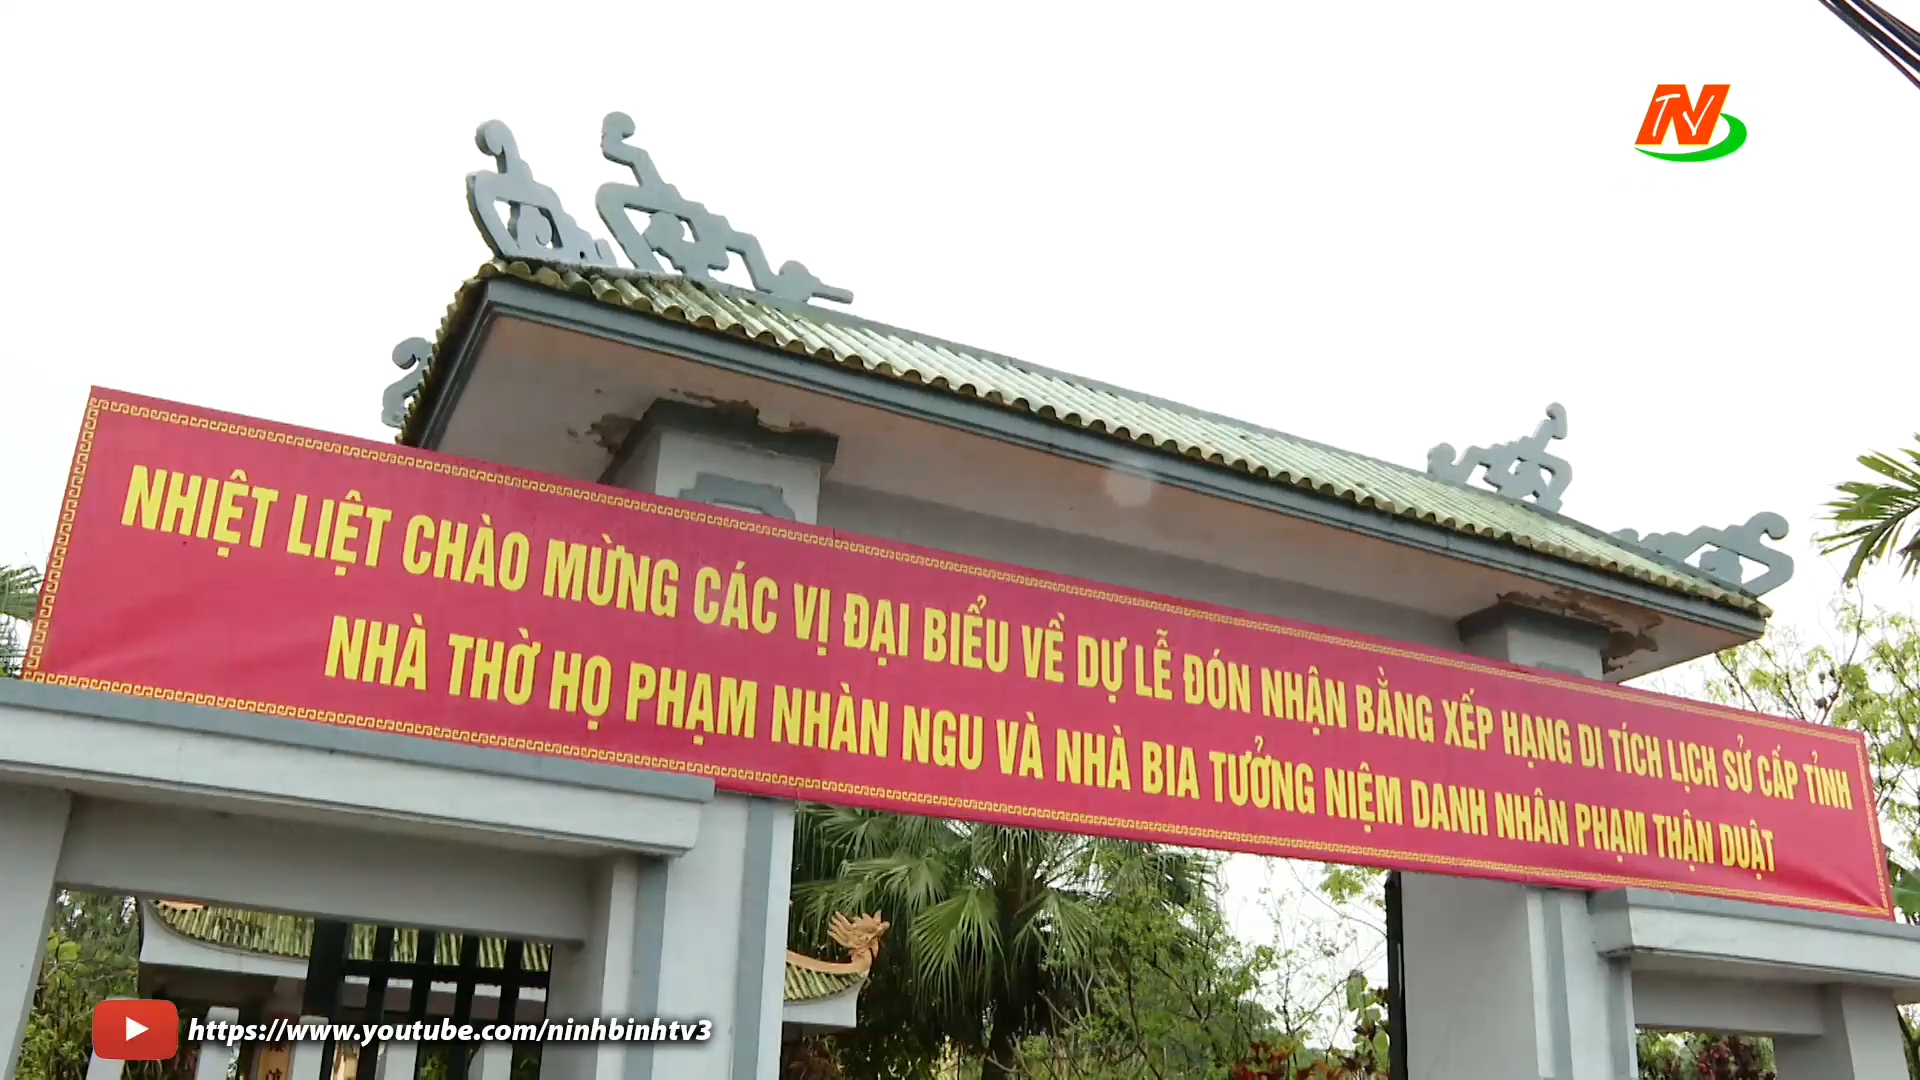 NTV
NHIỆT LIỆT CHÀO MỪNG CÁC VỊ ĐẠI BIỂU VỀ DỰ LỄ ĐÓN NHẬN BẰNG XẾP HẠNG DI TÍCH LỊCH SỬ CẤP TỈNH
NHÀ THỜ HỌ PHẠM NHÀN NGU VÀ NHÀ BIA TƯỞNG NIỆM DANH NHÂN PHẠM THẬN DUẬT
https://www.youtube.com/ninhbinhtv3